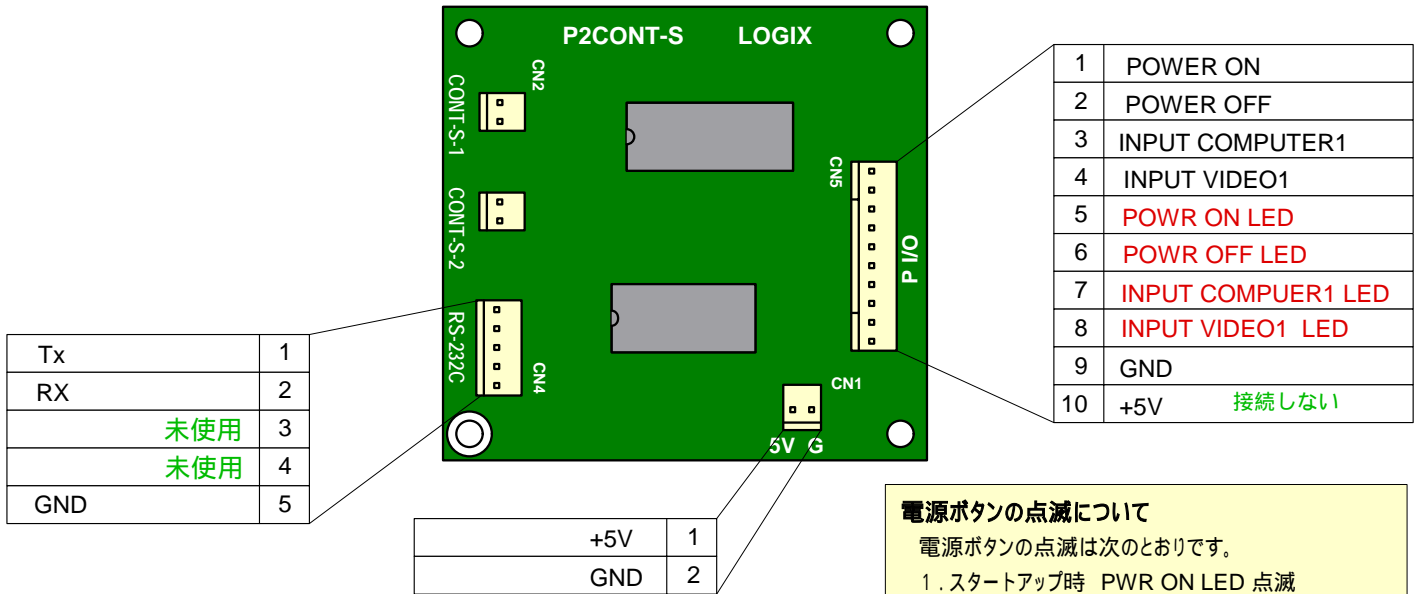 P2CONT-S LOGIX
CN2
CONT-S-1
CONT-S-2
RS-232C
CN4
CN5
P I/O
CN1
5V G
1 POWER ON
2 POWER OFF
3 INPUT COMPUTER1
4 INPUT VIDEO1
5 POWR ON LED
6 POWR OFF LED
7 INPUT COMPUER1 LED
8 INPUT VIDEO1 LED
9 GND
10 +5V 接続しない
Tx 1
RX 2
未使用 3
未使用 4
GND 5
+5V 1
GND 2
電源ボタンの点滅について
電源ボタンの点滅は次のとおりです。
1.スタートアップ時 PWR ON LED 点滅